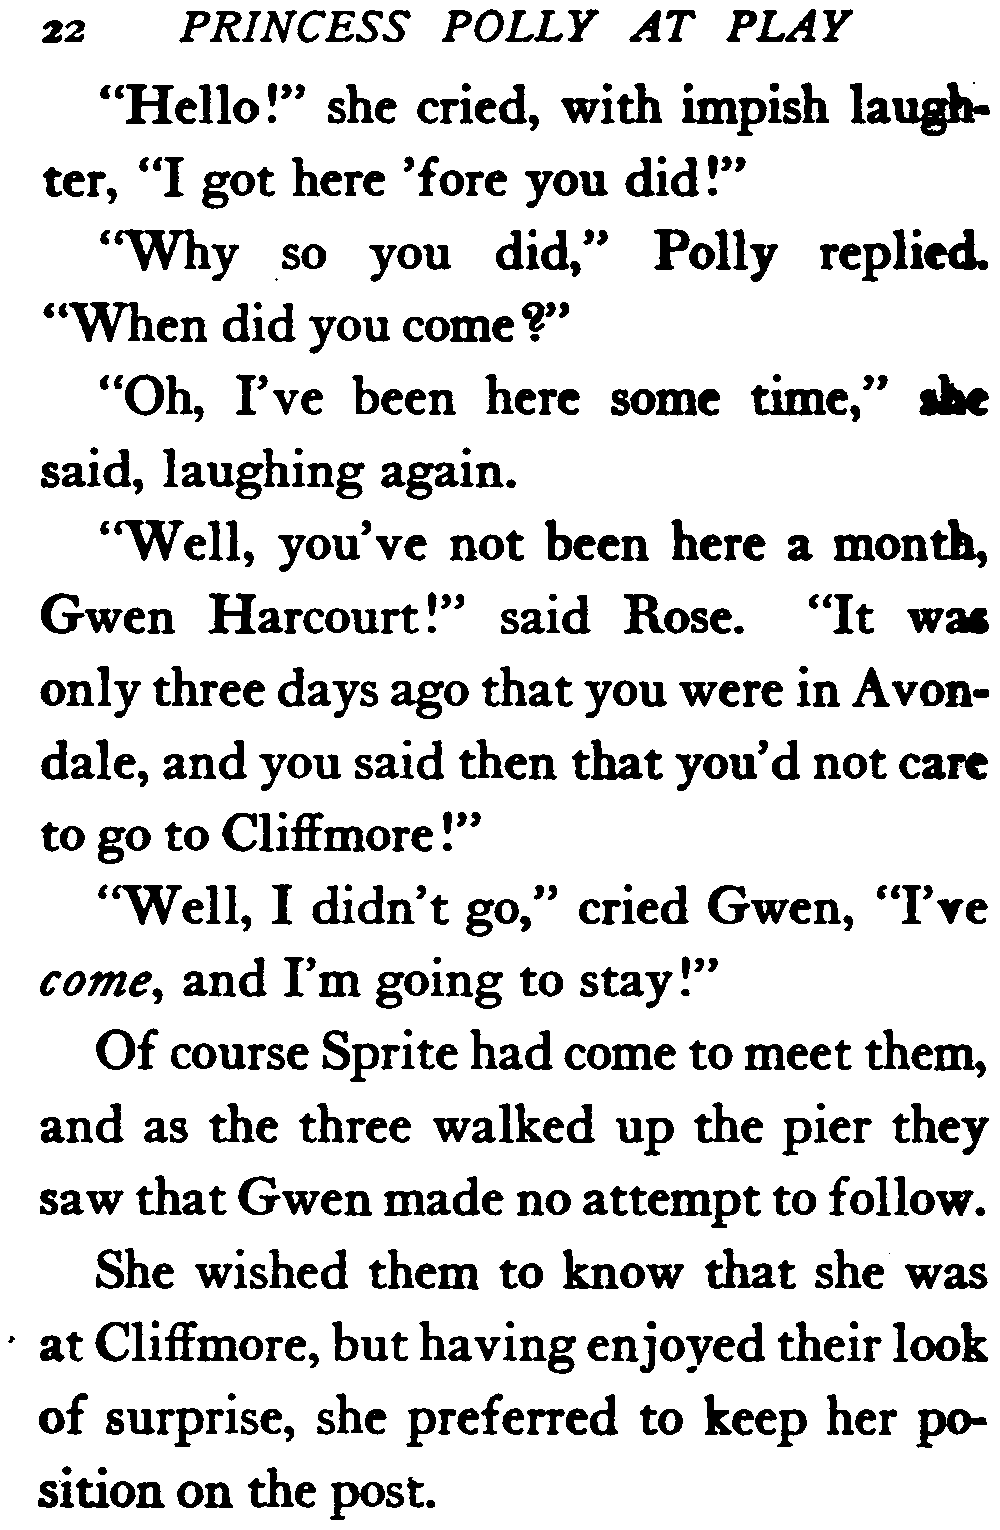 22 PRINCESS POLLY AT PLAY
“Hello!” she cried, with impish laugh-
ter, “I got here ’fore you did!”
“Why so you did,” Polly replied.
“When did you come?”
“Oh, I’ve been here some time,” she
said, laughing again.
“Well, you’ve not been here a month,
Gwen Harcourt!” said Rose. “It was
only three days ago that you were in Avon-
dale, and you said then that you’d not care
to go to Cliffmore!”
“Well, I didn’t go,” cried Gwen, “I’ve
come, and I’m going to stay!”
Of course Sprite had come to meet them,
and as the three walked up the pier they
saw that Gwen made no attempt to follow.
She wished them to know that she was
at Cliffmore, but having enjoyed their look
of surprise, she preferred to keep her po-
sition on the post.